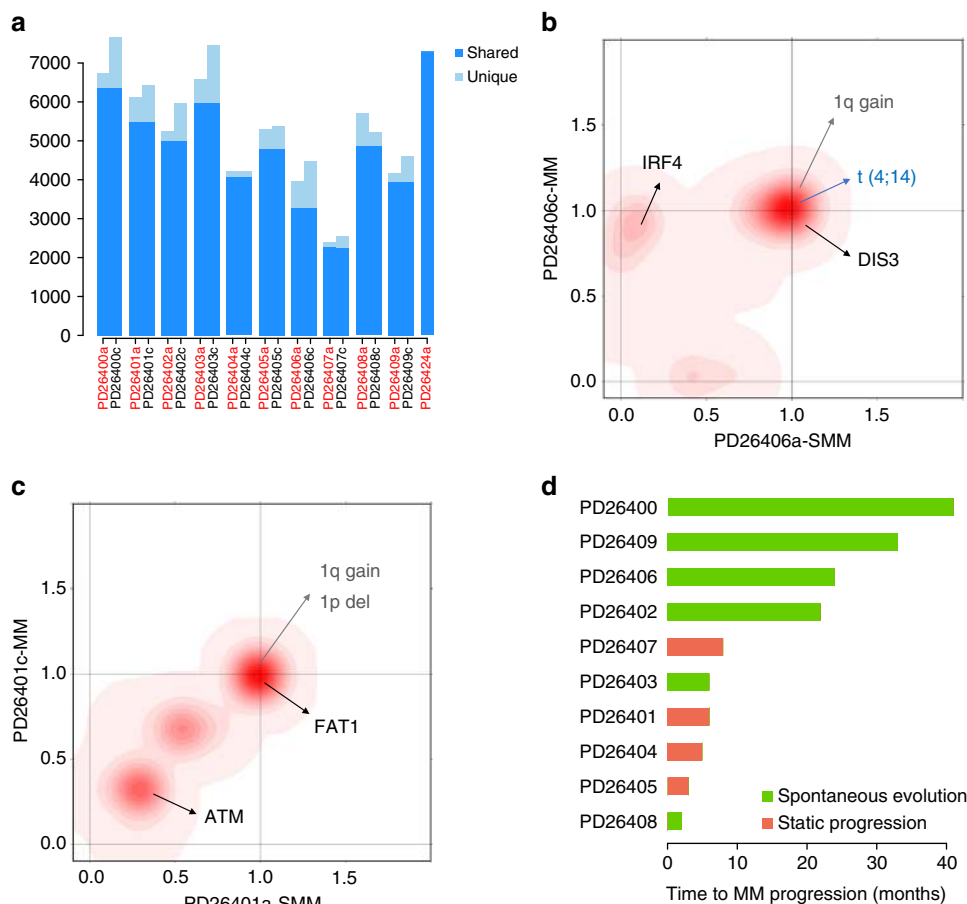 a
7000
6000
5000
4000
3000
2000
1000
0
Shared
Unique
PD26400a
PD26400c
PD26401a
PD26401c
PD26402a
PD26402c
PD26403a
PD26403c
PD26404a
PD26404c
PD26405a
PD26405c
PD26406a
PD26406c
PD26407a
PD26407c
PD26408a
PD26408c
PD26409a
PD26409c
PD26424a
b
PD26406c-MM
1.5
1.0
0.5
0.0
1q gain
IRF4
t (4;14)
DIS3
0.0 0.5 1.0 1.5
PD26406a-SMM
c
PD26401c-MM
1.5
1.0
0.5
0.0
1q gain
1p del
FAT1
ATM
0.0 0.5 1.0 1.5
PD26401a-SMM
d
PD26400
PD26409
PD26406
PD26402
PD26407
PD26403
PD26401
PD26404
PD26405
PD26408
Spontaneous evolution
Static progression
0 10 20 30 40
Time to MM progression (months)